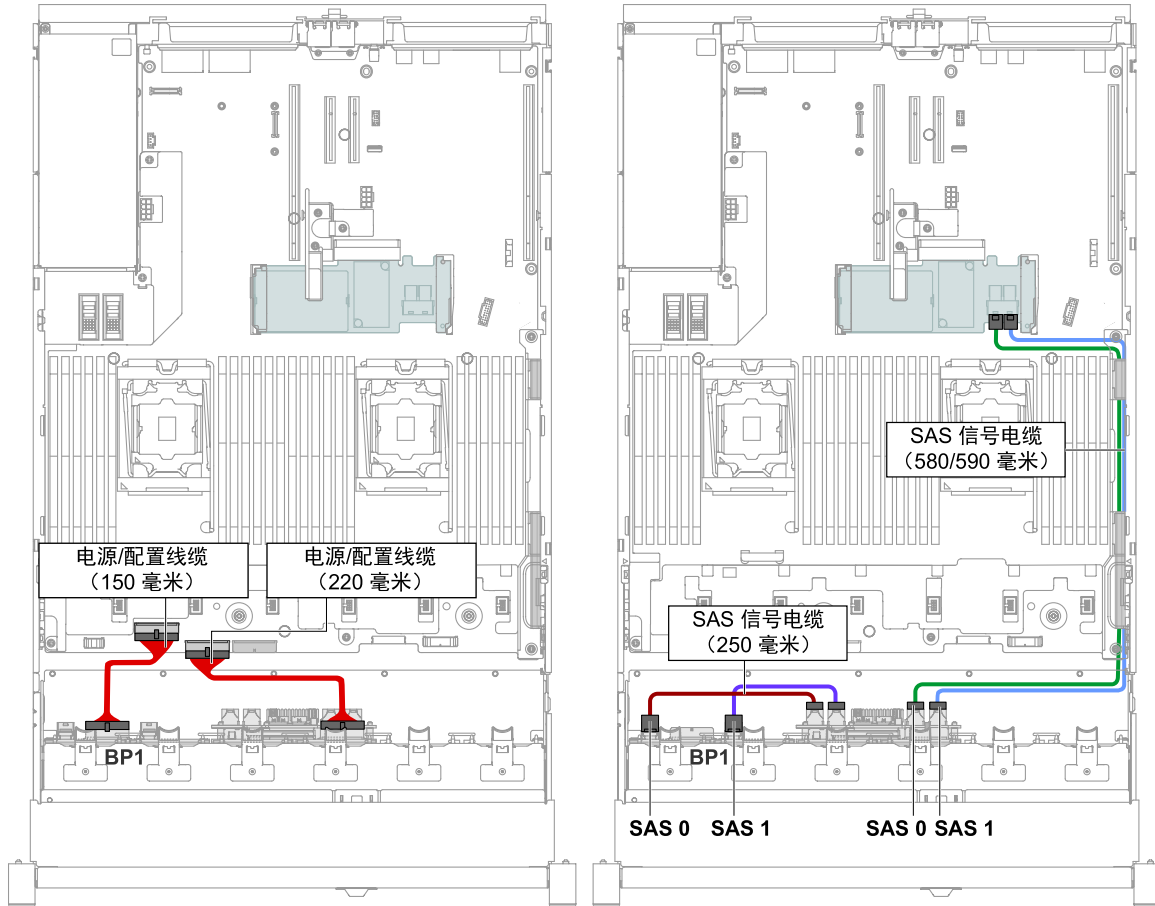 电源/配置线缆
（150 毫米）
电源/配置线缆
（220 毫米）
BP1
SAS 信号电缆
（580/590 毫米）
SAS 信号电缆
（250 毫米）
BP1
SAS 0
SAS 1
SAS 0
SAS 1